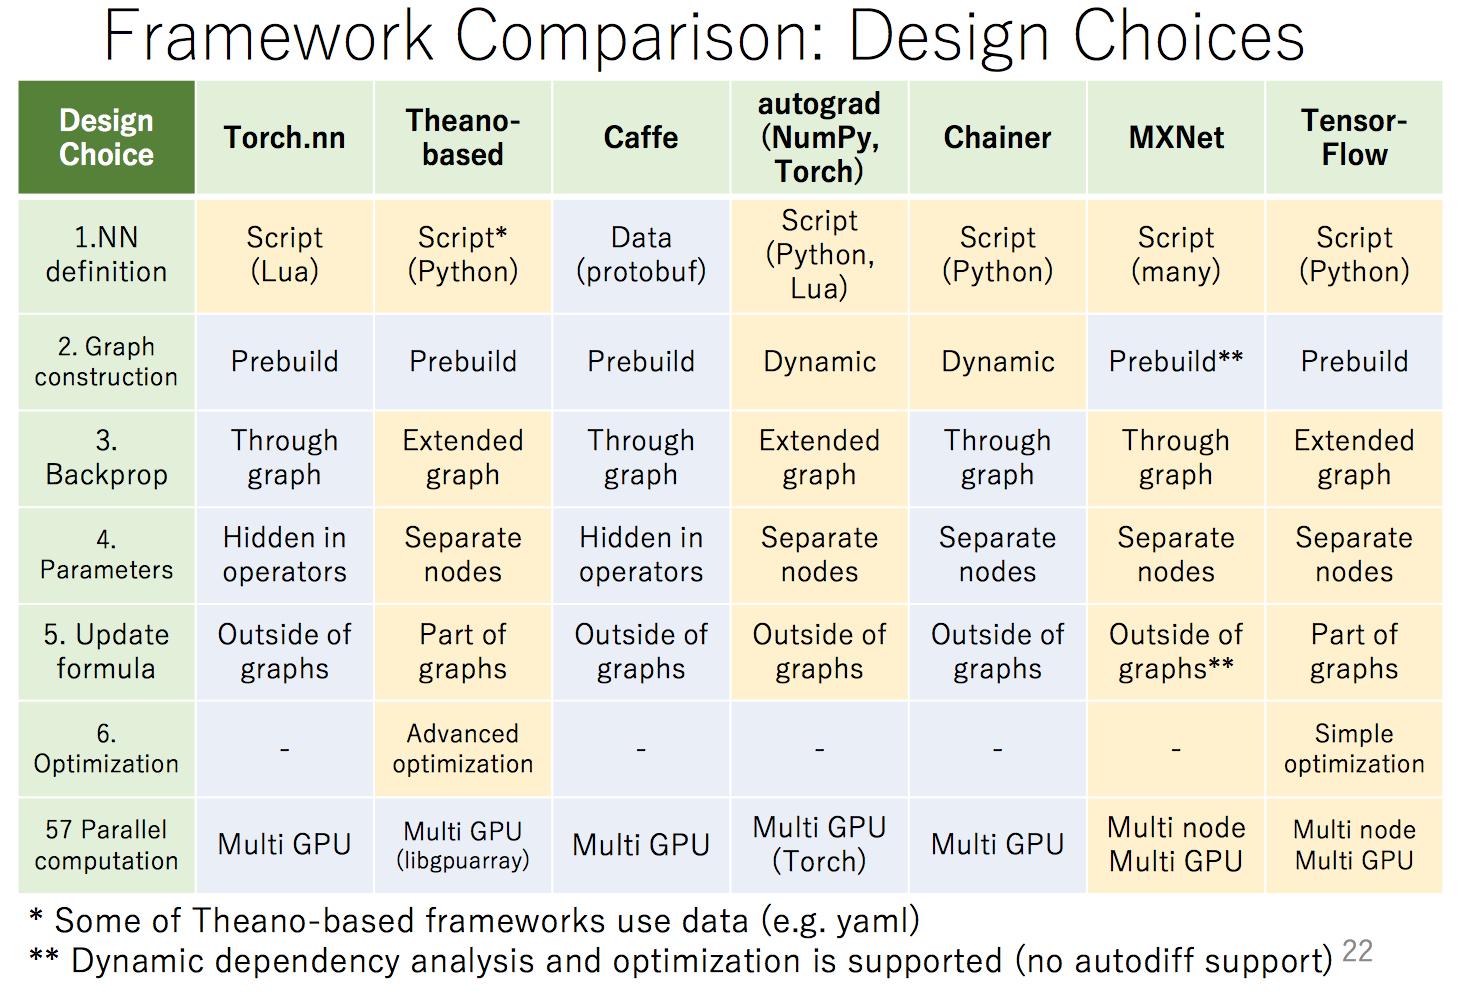 Framework Comparison: Design Choices
Design
Choice
Torch.nn
Theano-
based
Caffe
autograd
(NumPy,
Torch)
Chainer
MXNet
Tensor-
Flow
1.NN
definition
Script
(Lua)
Script*
(Python)
Data
(protobuf)
Script
(Python,
Lua)
Script
(Python)
Script
(many)
Script
(Python)
2. Graph
construction
Prebuild
Prebuild
Prebuild
Dynamic
Dynamic
Prebuild**
Prebuild
3.
Backprop
Through
graph
Extended
graph
Through
graph
Extended
graph
Through
graph
Through
graph
Extended
graph
4.
Parameters
Hidden in
operators
Separate
nodes
Hidden in
operators
Separate
nodes
Separate
nodes
Separate
nodes
Separate
nodes
5. Update
formula
Outside of
graphs
Part of
graphs
Outside of
graphs
Outside of
graphs
Outside of
graphs
Outside of
graphs**
Part of
graphs
6.
Optimization
-
Advanced
optimization
-
-
-
-
Simple
optimization
57 Parallel
computation
Multi GPU
Multi GPU
(libgpuarray)
Multi GPU
Multi GPU
(Torch)
Multi GPU
Multi node
Multi GPU
Multi node
Multi GPU
* Some of Theano-based frameworks use data (e.g. yaml)
** Dynamic dependency analysis and optimization is supported (no autodiff support)
22